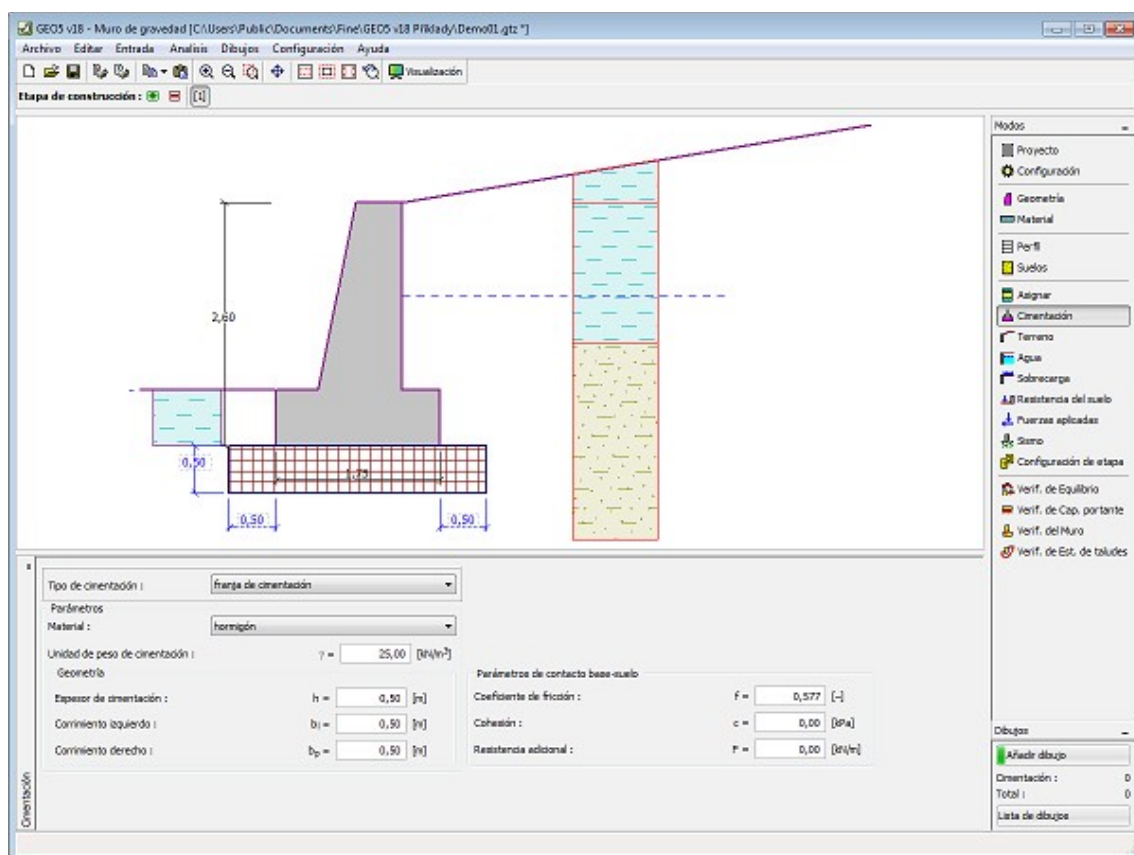 GEO5 v18 - Muro de gravedad [C:\Users\Public\Documents\Fine\GEO5 v18 Příklady\Demo01.gtz *]
Archivo Editar Entrada Analisis Dibujos Configuración Ayuda
Visualización
Etapa de construcción : [1]
2,60
0,50
1,75
0,50
0,50
Modos
Proyecto
Configuración
Geometría
Material
Perfil
Suelos
Asignar
Cimentación
Terreno
Agua
Sobrecarga
Resistencia del suelo
Fuerzas aplicadas
Sismo
Configuración de etapa
Verif. de Equilibrio
Verif. de Cap. portante
Verif. del Muro
Verif. de Est. de taludes
Tipo de cimentación : franja de cimentación
Parámetros
Material : hormigón
Unidad de peso de cimentación : γ = 25,00 [kN/m³]
Geometría
Espesor de cimentación : h = 0,50 [m]
Corrimiento izquierdo : bₗ = 0,50 [m]
Corrimiento derecho : bₚ = 0,50 [m]
Parámetros de contacto base-suelo
Coeficiente de fricción : f = 0,577 [-]
Cohesión : c = 0,00 [kPa]
Resistencia adicional : F = 0,00 [kN/m]
Cimentación
Dibujos
Añadir dibujo
Cimentación : 0
Total : 0
Lista de dibujos